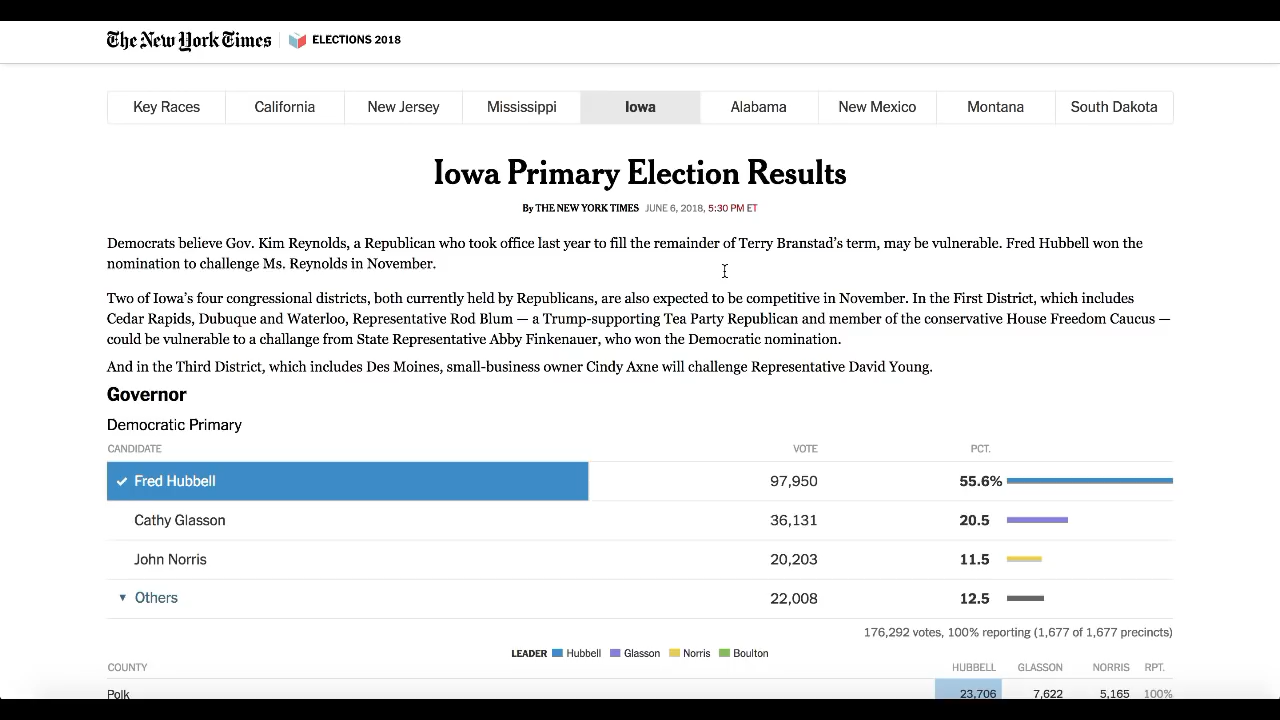 The New York Times ELECTIONS 2018
Key Races California New Jersey Mississippi Iowa Alabama New Mexico Montana South Dakota
Iowa Primary Election Results
By THE NEW YORK TIMES JUNE 6, 2018, 5:30 PM ET
Democrats believe Gov. Kim Reynolds, a Republican who took office last year to fill the remainder of Terry Branstad's term, may be vulnerable. Fred Hubbell won the
nomination to challenge Ms. Reynolds in November.
Two of Iowa's four congressional districts, both currently held by Republicans, are also expected to be competitive in November. In the First District, which includes
Cedar Rapids, Dubuque and Waterloo, Representative Rod Blum — a Trump-supporting Tea Party Republican and member of the conservative House Freedom Caucus —
could be vulnerable to a challange from State Representative Abby Finkenauer, who won the Democratic nomination.
And in the Third District, which includes Des Moines, small-business owner Cindy Axne will challenge Representative David Young.
Governor
Democratic Primary
CANDIDATE VOTE PCT.
✓ Fred Hubbell 97,950 55.6%
Cathy Glasson 36,131 20.5
John Norris 20,203 11.5
▼ Others 22,008 12.5
176,292 votes, 100% reporting (1,677 of 1,677 precincts)
LEADER Hubbell Glasson Norris Boulton
COUNTY HUBBELL GLASSON NORRIS RPT.
Polk 23,706 7,622 5,165 100%